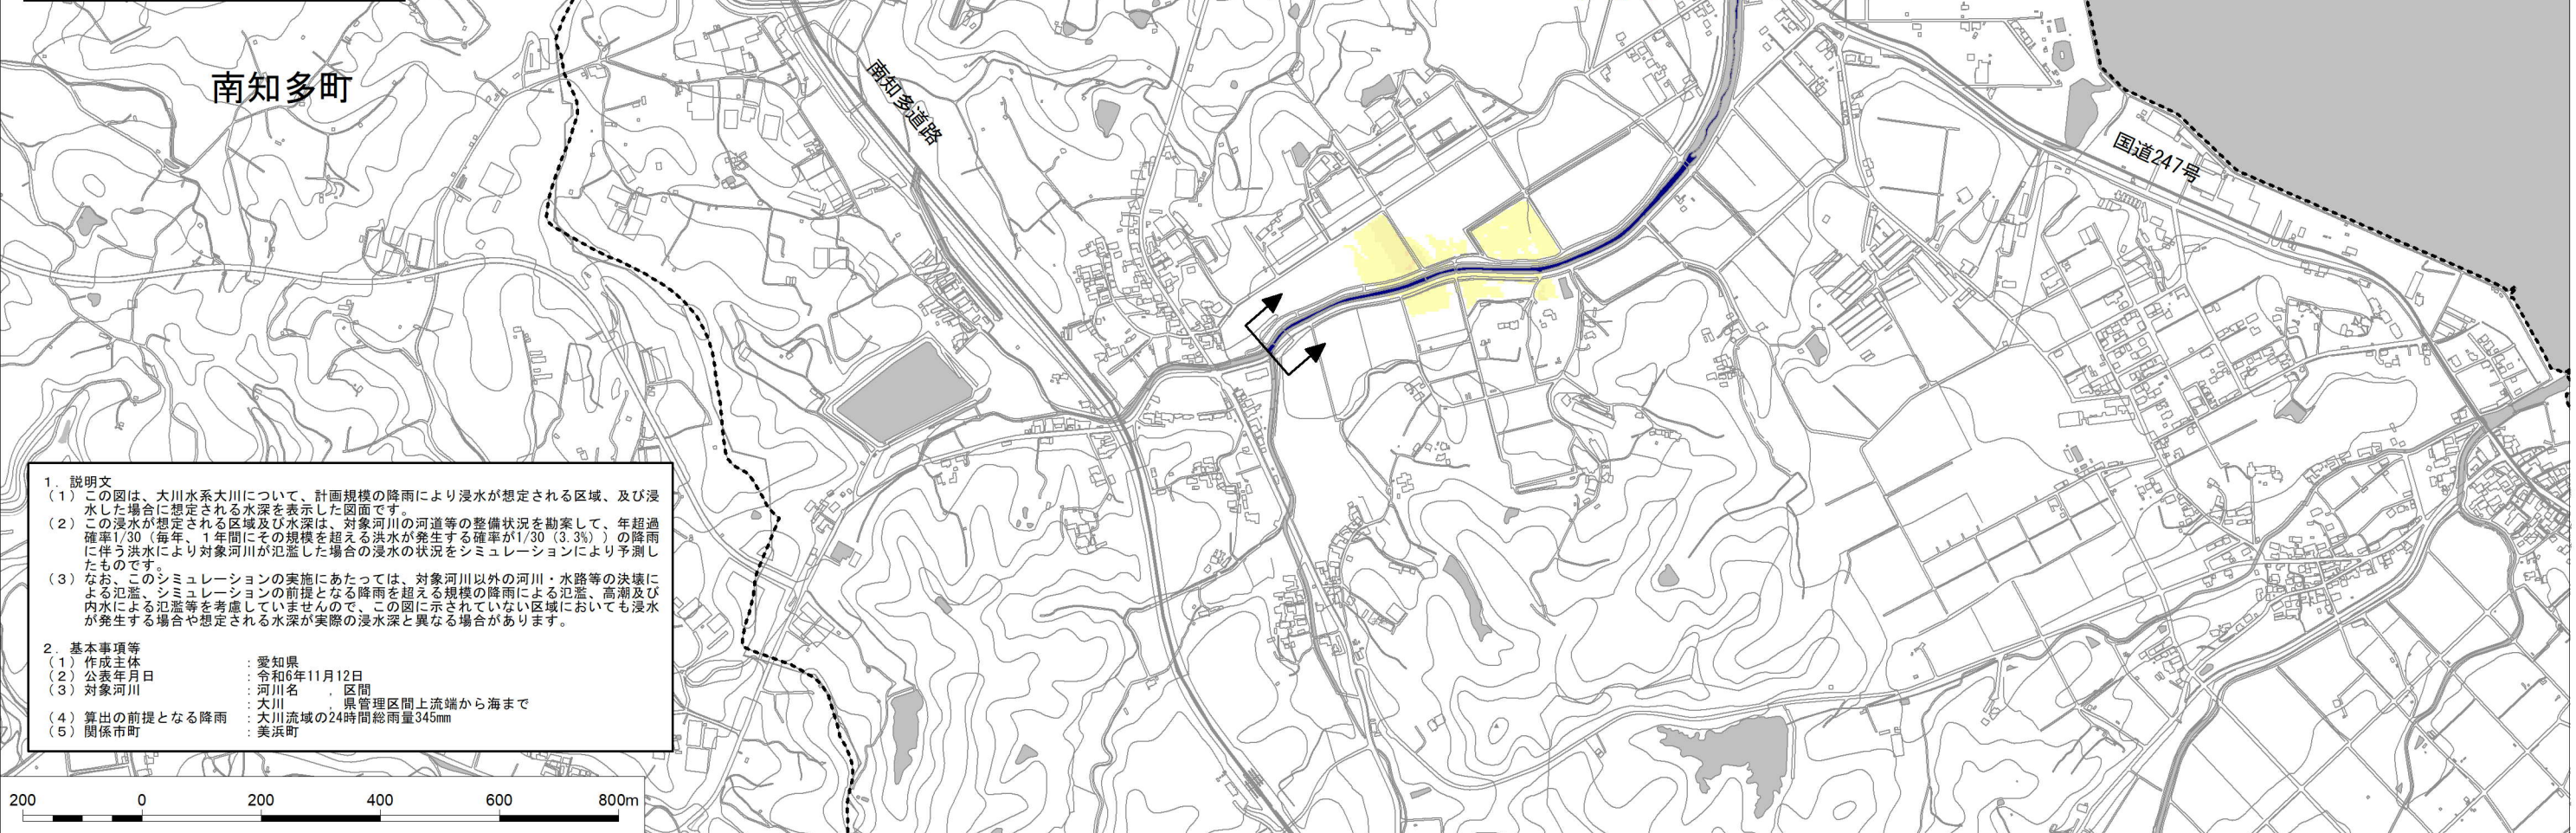 南知多町
南知多道路
国道247号
1．説明文
（1）この図は、大川水系大川について、計画規模の降雨により浸水が想定される区域、及び浸
水した場合に想定される水深を表示した図面です。
（2）この浸水が想定される区域及び水深は、対象河川の河道等の整備状況を勘案して、年超過
確率1/30（毎年、１年間にその規模を超える洪水が発生する確率が1/30（3.3%））の降雨
に伴う洪水により対象河川が氾濫した場合の浸水の状況をシミュレーションにより予測し
たものです。
（3）なお、このシミュレーションの実施にあたっては、対象河川以外の河川・水路等の決壊に
よる氾濫、シミュレーションの前提となる降雨を超える規模の降雨による氾濫、高潮及び
内水による氾濫等を考慮していませんので、この図に示されていない区域においても浸水
が発生する場合や想定される水深が実際の浸水深と異なる場合があります。
2．基本事項等
（1）作成主体 ：愛知県
（2）公表年月日 ：令和6年11月12日
（3）対象河川 ：河川名 ，区間
：大川 ，県管理区間上流端から海まで
（4）算出の前提となる降雨 ：大川流域の24時間総雨量345mm
（5）関係市町 ：美浜町
200 0 200 400 600 800m